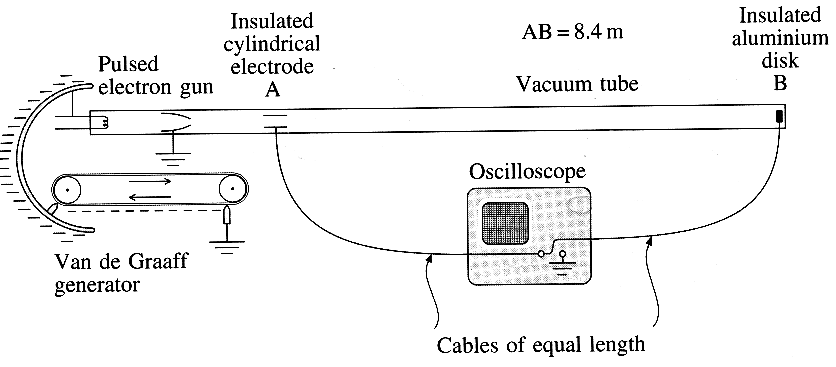 Insulated
cylindrical
electrode
A
AB = 8.4 m
Insulated
aluminium
disk
B
Pulsed
electron gun
Vacuum tube
Oscilloscope
Van de Graaff
generator
Cables of equal length